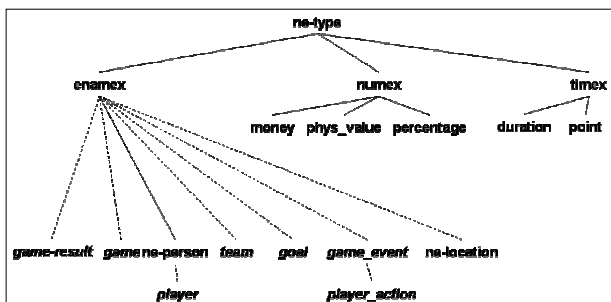 ne-type
enamex numex timex
money phys_value percentage duration point
game-result game ne-person team goal game_event ne-location
player player_action